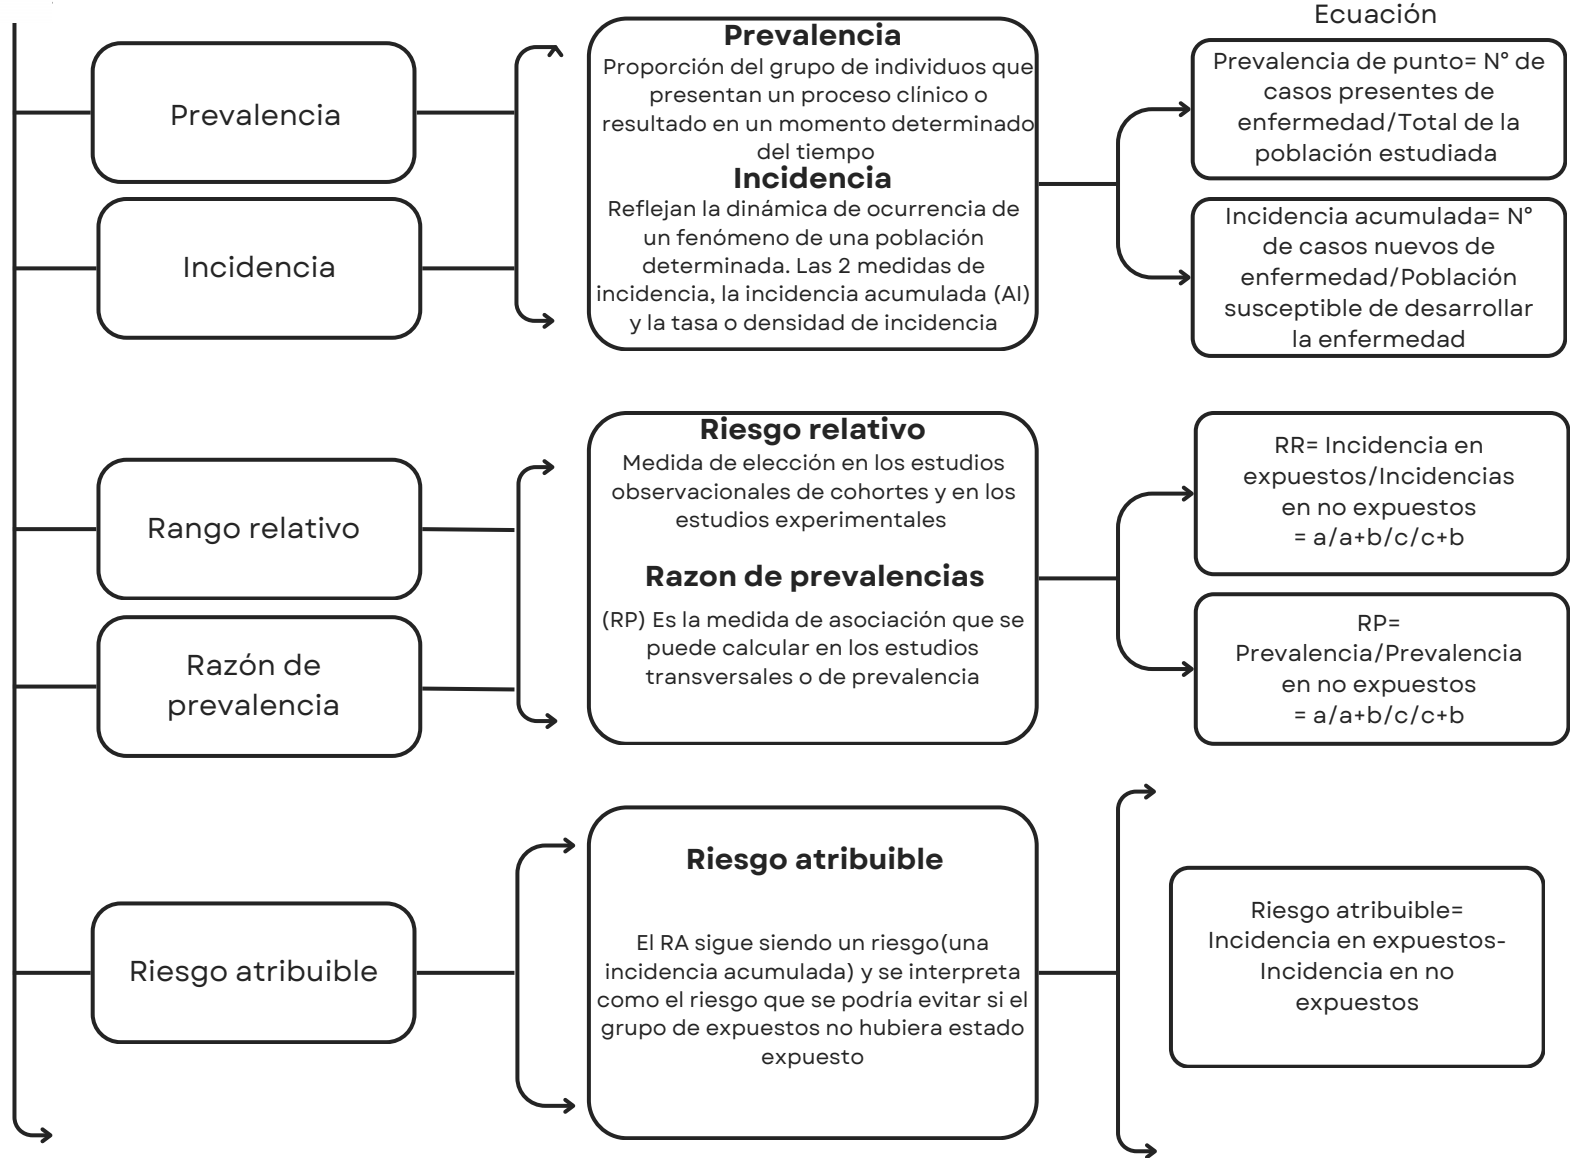 Ecuación
Prevalencia
Incidencia
Prevalencia
Proporción del grupo de individuos que
presentan un proceso clínico o
resultado en un momento determinado
del tiempo
Incidencia
Reflejan la dinámica de ocurrencia de
un fenómeno de una población
determinada. Las 2 medidas de
incidencia, la incidencia acumulada (AI)
y la tasa o densidad de incidencia
Prevalencia de punto= N° de
casos presentes de
enfermedad/Total de la
población estudiada
Incidencia acumulada= N°
de casos nuevos de
enfermedad/Población
susceptible de desarrollar
la enfermedad
Rango relativo
Razón de
prevalencia
Riesgo relativo
Medida de elección en los estudios
observacionales de cohortes y en los
estudios experimentales
Razon de prevalencias
(RP) Es la medida de asociación que se
puede calcular en los estudios
transversales o de prevalencia
RR= Incidencia en
expuestos/Incidencias
en no expuestos
= a/a+b/c/c+b
RP=
Prevalencia/Prevalencia
en no expuestos
= a/a+b/c/c+b
Riesgo atribuible
Riesgo atribuible
El RA sigue siendo un riesgo(una
incidencia acumulada) y se interpreta
como el riesgo que se podría evitar si el
grupo de expuestos no hubiera estado
expuesto
Riesgo atribuible=
Incidencia en expuestos-
Incidencia en no
expuestos